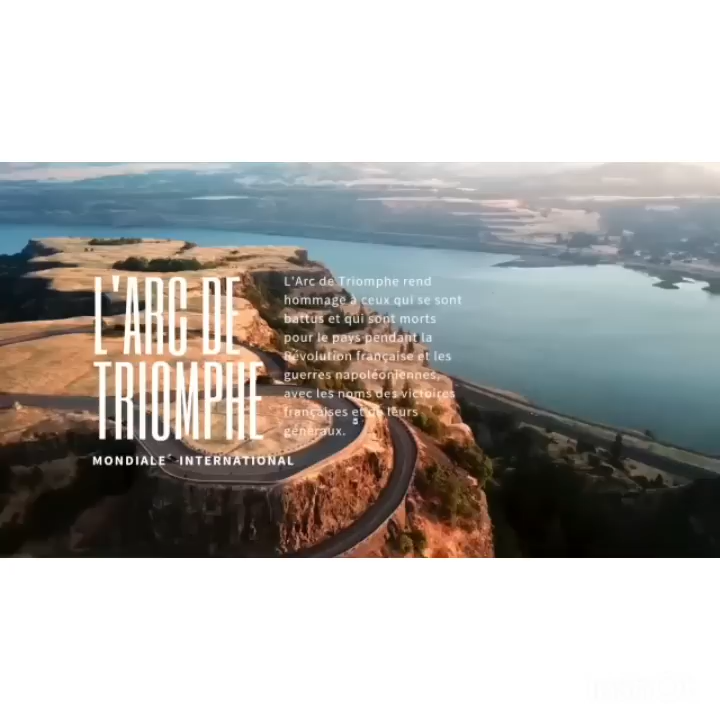 L'ARC DE
TRIOMPHE
MONDIALE INTERNATIONAL
L'Arc de Triomphe rend
hommage à ceux qui se sont
battus et qui sont morts
pour le pays pendant la
Révolution française et les
guerres napoléoniennes,
avec les noms des victoires
françaises et de leurs
généraux.